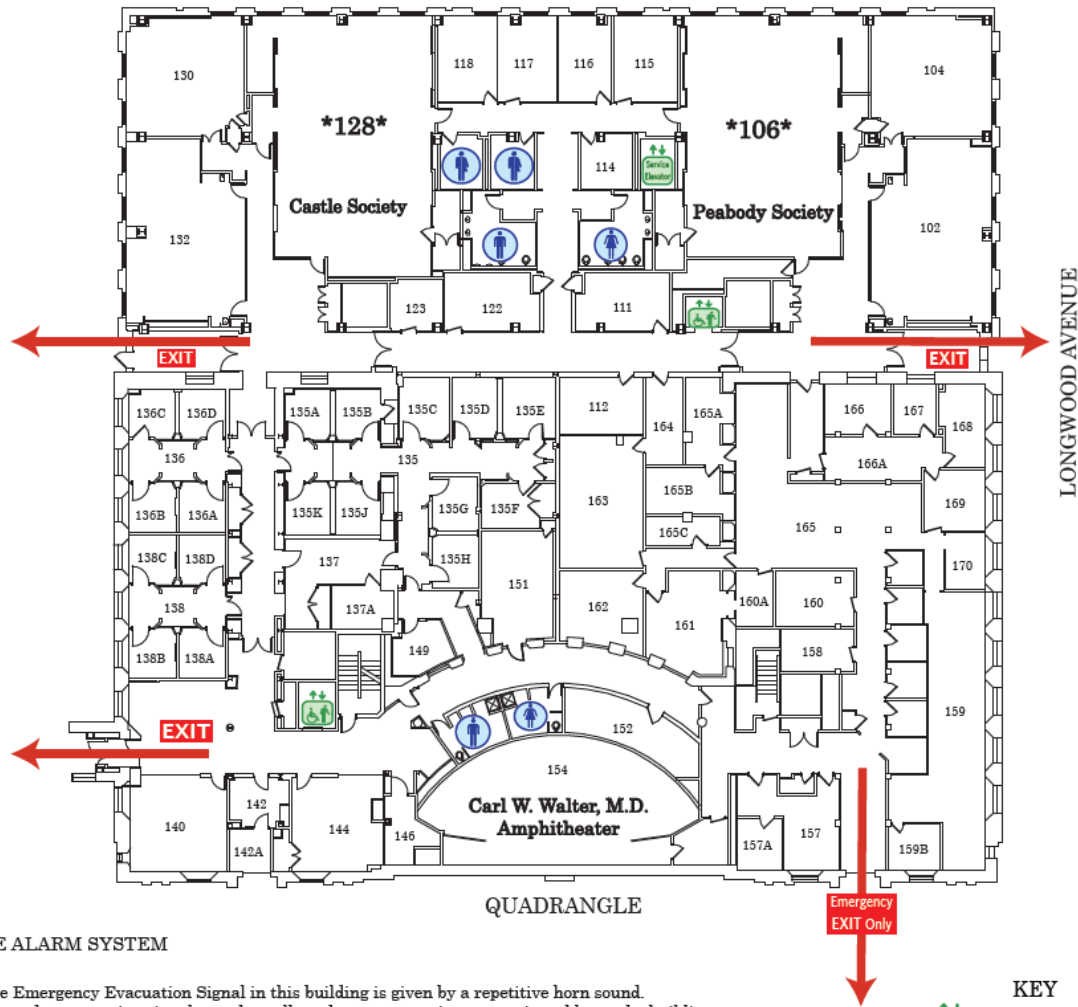 118
117
116
115
130
104
*128*
*106*
114
Service
Elevator
Castle Society
Peabody Society
132
102
123
122
111
EXIT
EXIT
LONGWOOD AVENUE
136C
136D
135A
135B
135C
135D
135E
112
164
165A
166
167
168
136
135
166A
163
165B
136B
136A
135K
135J
135G
135F
165
169
165C
138C
138D
137
135H
151
170
138
137A
162
161
160A
160
138B
138A
149
158
EXIT
152
159
154
Carl W. Walter, M.D.
Amphitheater
140
142
144
146
142A
157A
157
159B
QUADRANGLE
Emergency
EXIT Only
E ALARM SYSTEM
KEY
e Emergency Evacuation Signal in this building is given by a repetitive horn sound.